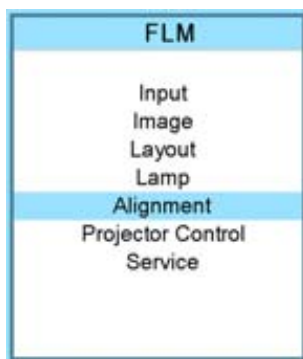 FLM
Input
Image
Layout
Lamp
Alignment
Projector Control
Service